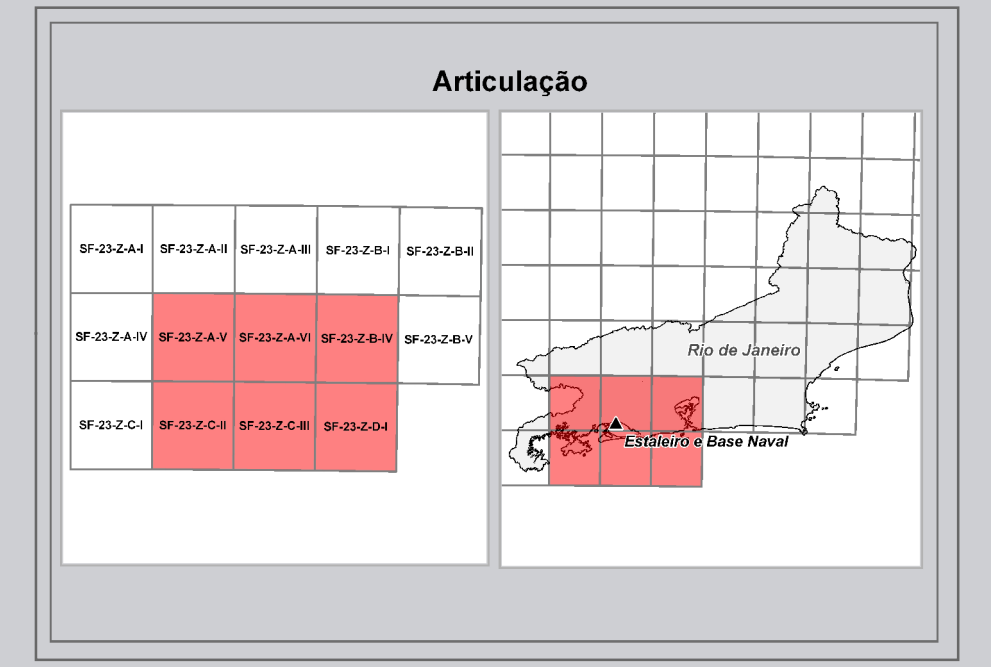 Articulação
SF-23-Z-A-I SF-23-Z-A-II SF-23-Z-A-III SF-23-Z-B-I SF-23-Z-B-II
SF-23-Z-A-IV SF-23-Z-A-V SF-23-Z-A-VI SF-23-Z-B-IV SF-23-Z-B-V
SF-23-Z-C-I SF-23-Z-C-II SF-23-Z-C-III SF-23-Z-D-I
Rio de Janeiro
Estaleiro e Base Naval